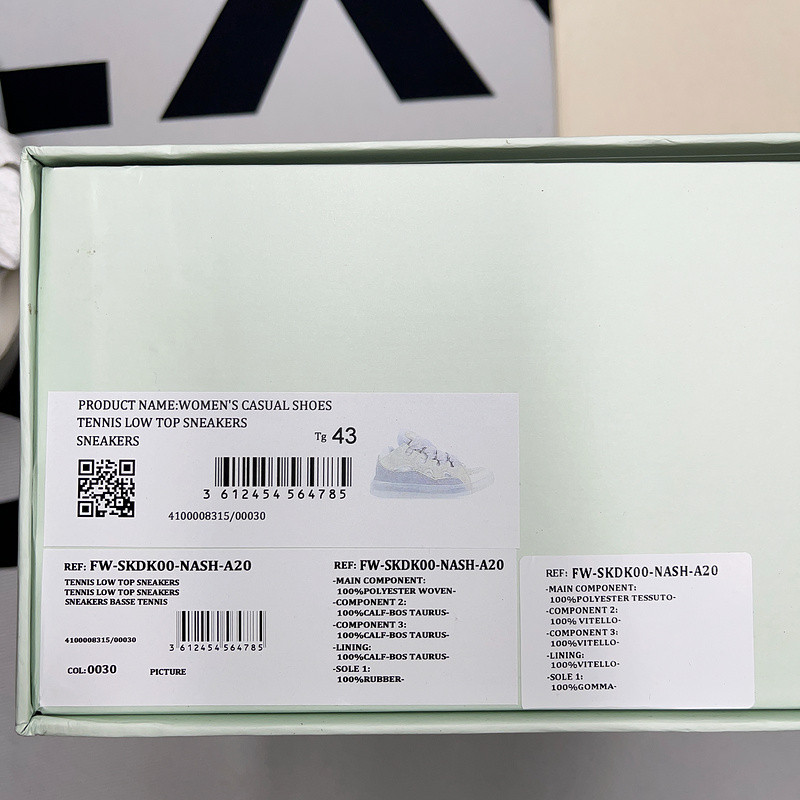 PRODUCT NAME:WOMEN'S CASUAL SHOES
TENNIS LOW TOP SNEAKERS
SNEAKERS
Tg 43
3 612454 564785
4100008315/00030
REF: FW-SKDK00-NASH-A20
TENNIS LOW TOP SNEAKERS
TENNIS LOW TOP SNEAKERS
SNEAKERS BASSE TENNIS
4100008315/00030
3 612454 564785
COL:0030
PICTURE
REF: FW-SKDK00-NASH-A20
-MAIN COMPONENT:
100%POLYESTER WOVEN-
-COMPONENT 2:
100%CALF-BOS TAURUS-
-COMPONENT 3:
100%CALF-BOS TAURUS-
-LINING:
100%CALF-BOS TAURUS-
-SOLE 1:
100%RUBBER-
REF: FW-SKDK00-NASH-A20
-MAIN COMPONENT:
100%POLYESTER TESSUTO-
-COMPONENT 2:
100% VITELLO-
-COMPONENT 3:
100%VITELLO-
-LINING:
100%VITELLO-
-SOLE 1:
100%GOMMA-